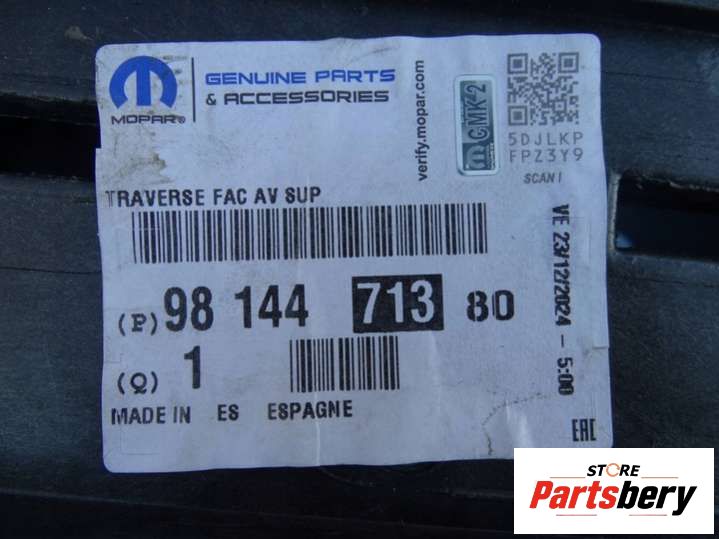 MOPAR®
GENUINE PARTS
& ACCESSORIES
verify.mopar.com
CMK-2
5DJLKP
FPZ3Y9
SCAN !
TRAVERSE FAC AV SUP
(P) 98 144 713 80
(Q) 1
MADE IN ES ESPAGNE
VE 23/12/2024 - 5:00
EAC
STORE
Partsbery